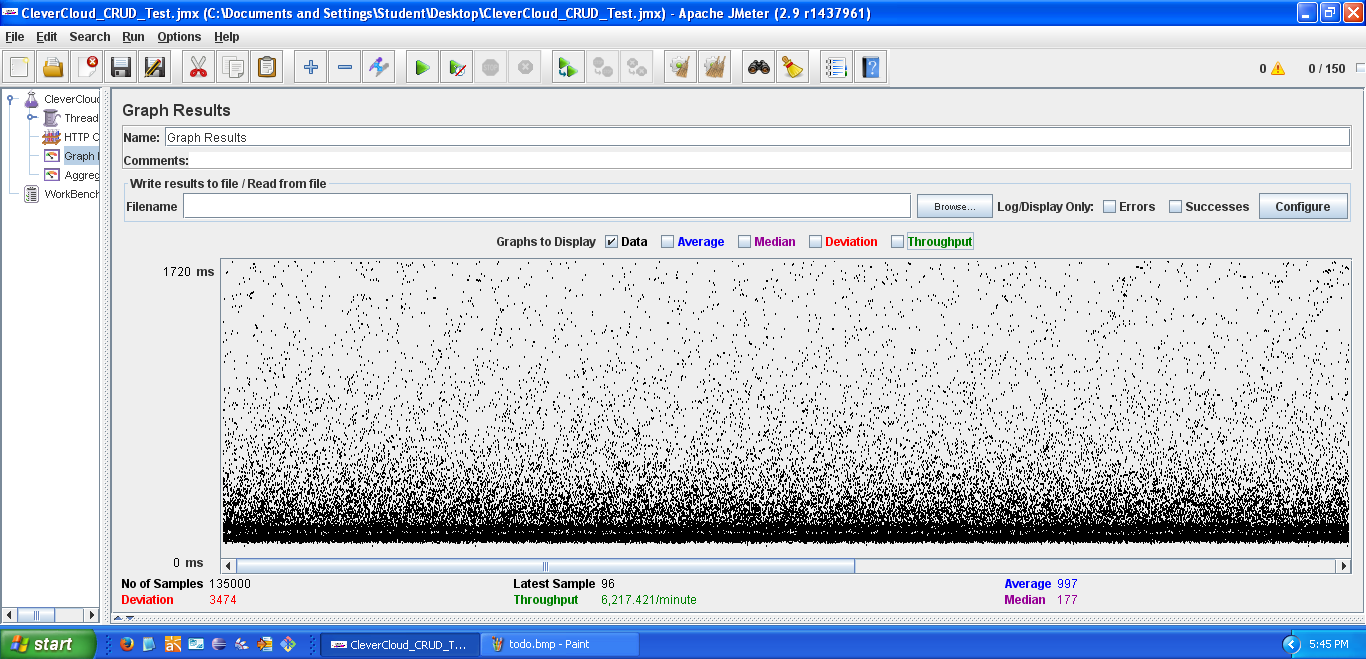 CleverCloud_CRUD_Test.jmx (C:\Documents and Settings\Student\Desktop\CleverCloud_CRUD_Test.jmx) - Apache JMeter (2.9 r1437961)
File Edit Search Run Options Help
0 0 / 150
CleverCloud
Thread
HTTP C
Graph
Aggreg
WorkBench
Graph Results
Name: Graph Results
Comments:
Write results to file / Read from file
Filename Browse... Log/Display Only: Errors Successes Configure
Graphs to Display Data Average Median Deviation Throughput
1720 ms
0 ms
No of Samples 135000 Latest Sample 96 Average 997
Deviation 3474 Throughput 6,217.421/minute Median 177
start CleverCloud_CRUD_T... todo.bmp - Paint 5:45 PM